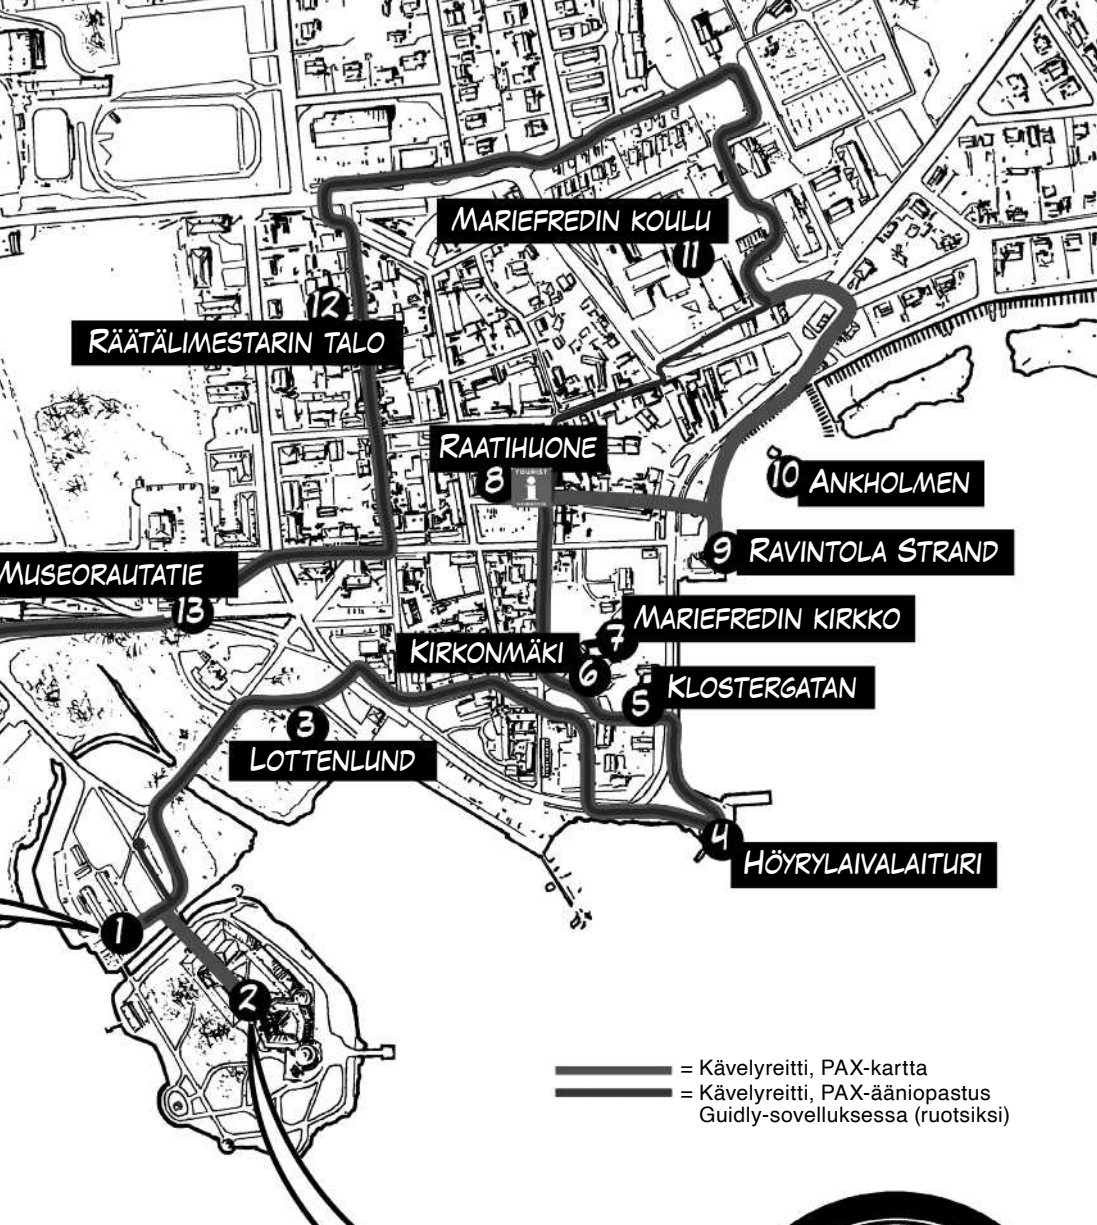 MARIEFREDIN KOULU
11
12
RÄÄTÄLIMESTARIN TALO
RAATIHUONE
8
TOURIST
i
10 ANKHOLMEN
9 RAVINTOLA STRAND
MUSEORAUTATIE
13
7 MARIEFREDIN KIRKKO
KIRKONMÄKI
6
5 KLOSTERGATAN
3
LOTTENLUND
4
HÖYRYLAIVALAITURI
1
2
= Kävelyreitti, PAX-kartta
= Kävelyreitti, PAX-ääniopastus
Guidly-sovelluksessa (ruotsiksi)